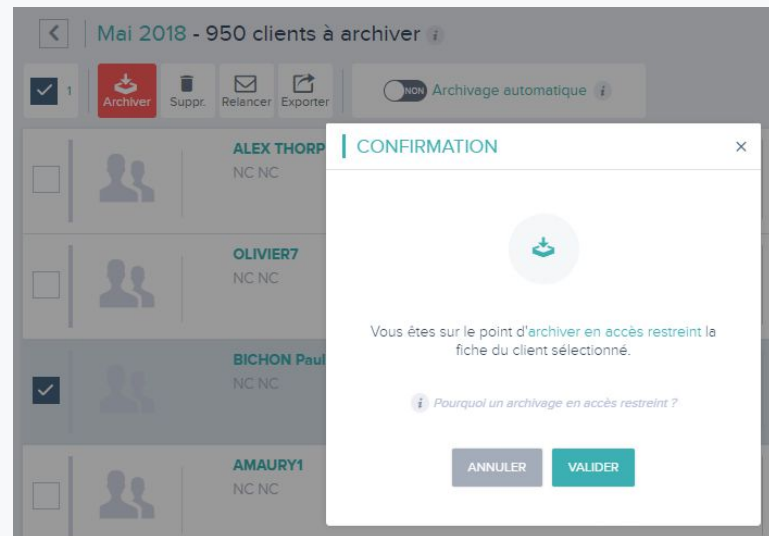 Mai 2018 - 950 clients à archiver i
1
Archiver
Suppr.
Relancer
Exporter
NON
Archivage automatique i
ALEX THORP
NC NC
OLIVIER7
NC NC
BICHON Paul
NC NC
AMAURY1
NC NC
CONFIRMATION
×
Vous êtes sur le point d'archiver en accès restreint la
fiche du client sélectionné.
i Pourquoi un archivage en accès restreint ?
ANNULER
VALIDER